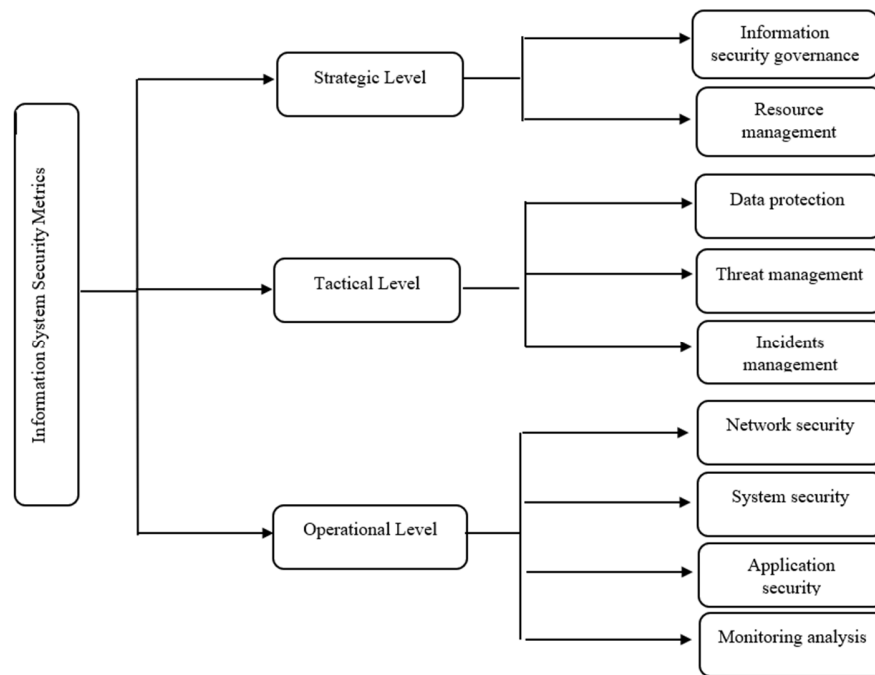 Information System Security Metrics
Strategic Level
Information
security governance
Resource
management
Tactical Level
Data protection
Threat management
Incidents
management
Operational Level
Network security
System security
Application
security
Monitoring analysis